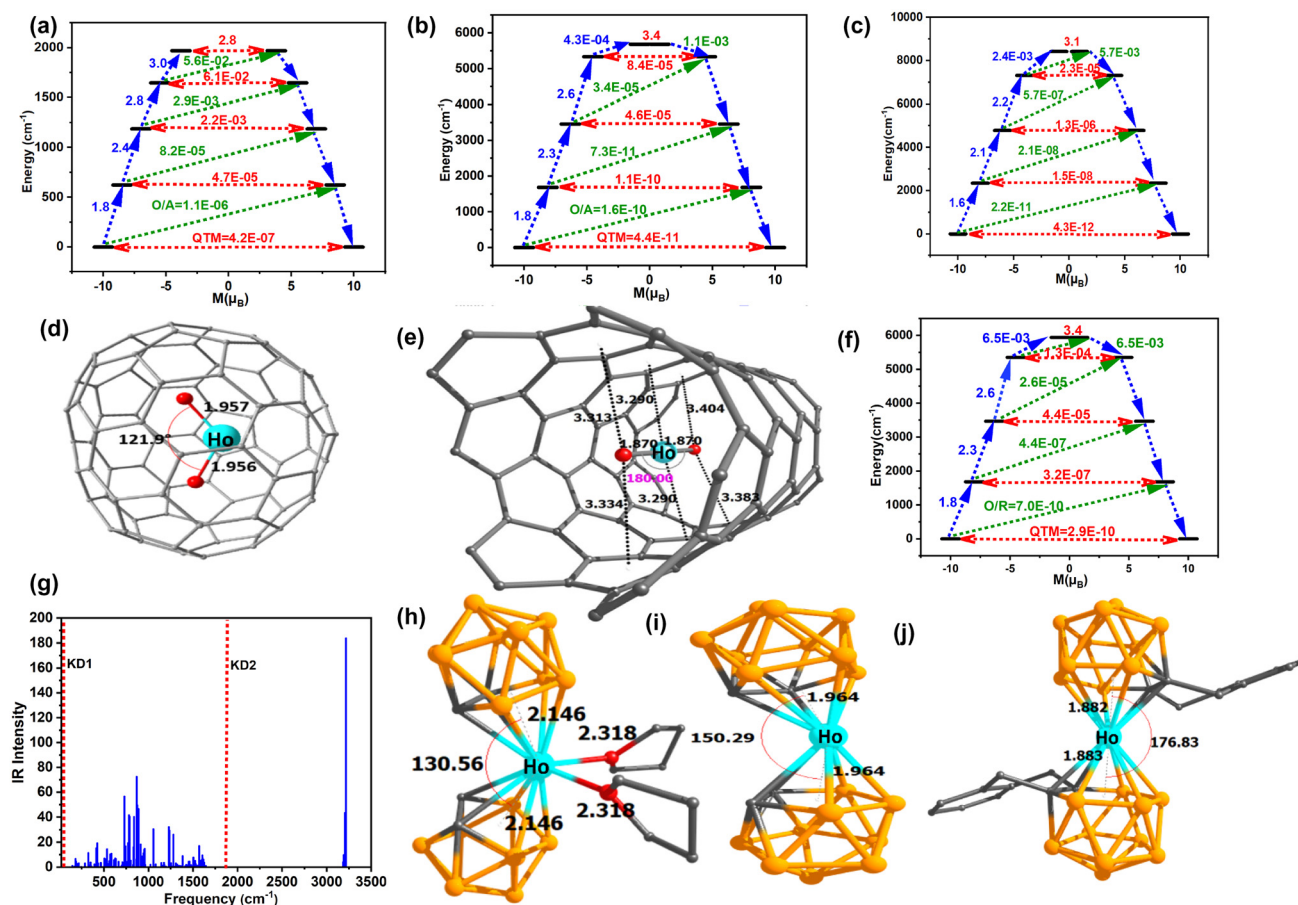 (a)
Energy (cm⁻¹)
2000
1500
1000
500
0
2.8
3.0
5.6E-02
6.1E-02
2.8
2.9E-03
2.2E-03
2.4
8.2E-05
4.7E-05
1.8
O/A=1.1E-06
QTM=4.2E-07
-10 -5 0 5 10
M(μB)
(b)
Energy (cm⁻¹)
6000
5000
4000
3000
2000
1000
0
4.3E-04
3.4
1.1E-03
8.4E-05
2.6
3.4E-05
4.6E-05
2.3
7.3E-11
1.1E-10
1.8
O/A=1.6E-10
QTM=4.4E-11
-10 -5 0 5 10
M(μB)
(c)
Energy (cm⁻¹)
10000
8000
6000
4000
2000
0
2.4E-03
3.1
5.7E-03
2.3E-05
2.2
5.7E-07
1.3E-06
2.1
2.1E-08
1.5E-08
1.6
2.2E-11
4.3E-12
-10 -5 0 5 10
M(μB)
(d)
1.957
Ho
121.9°
1.956
(e)
3.290
3.313
3.404
1.870
Ho
1.870
180.00
3.334
3.290
3.383
(f)
Energy(cm⁻¹)
6000
5000
4000
3000
2000
1000
0
6.5E-03
3.4
6.5E-03
1.3E-04
2.6
2.6E-05
4.4E-05
2.3
4.4E-07
3.2E-07
1.8
O/R=7.0E-10
QTM=2.9E-10
-10 -5 0 5 10
M(μB)
(g)
IR Intensity
200
180
160
140
120
100
80
60
40
20
0
KD1
KD2
500 1000 1500 2000 2500 3000 3500
Frequency (cm⁻¹)
(h)
2.146
2.318
130.56
Ho
2.318
2.146
(i)
1.964
150.29
Ho
1.964
(j)
1.882
Ho
176.83
1.883